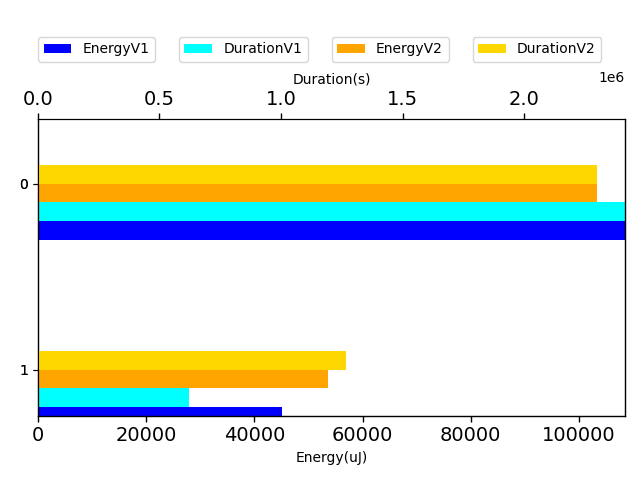 EnergyV1 DurationV1 EnergyV2 DurationV2
Duration(s)
1e6
0.0 0.5 1.0 1.5 2.0
0
1
0 20000 40000 60000 80000 100000
Energy(uJ)